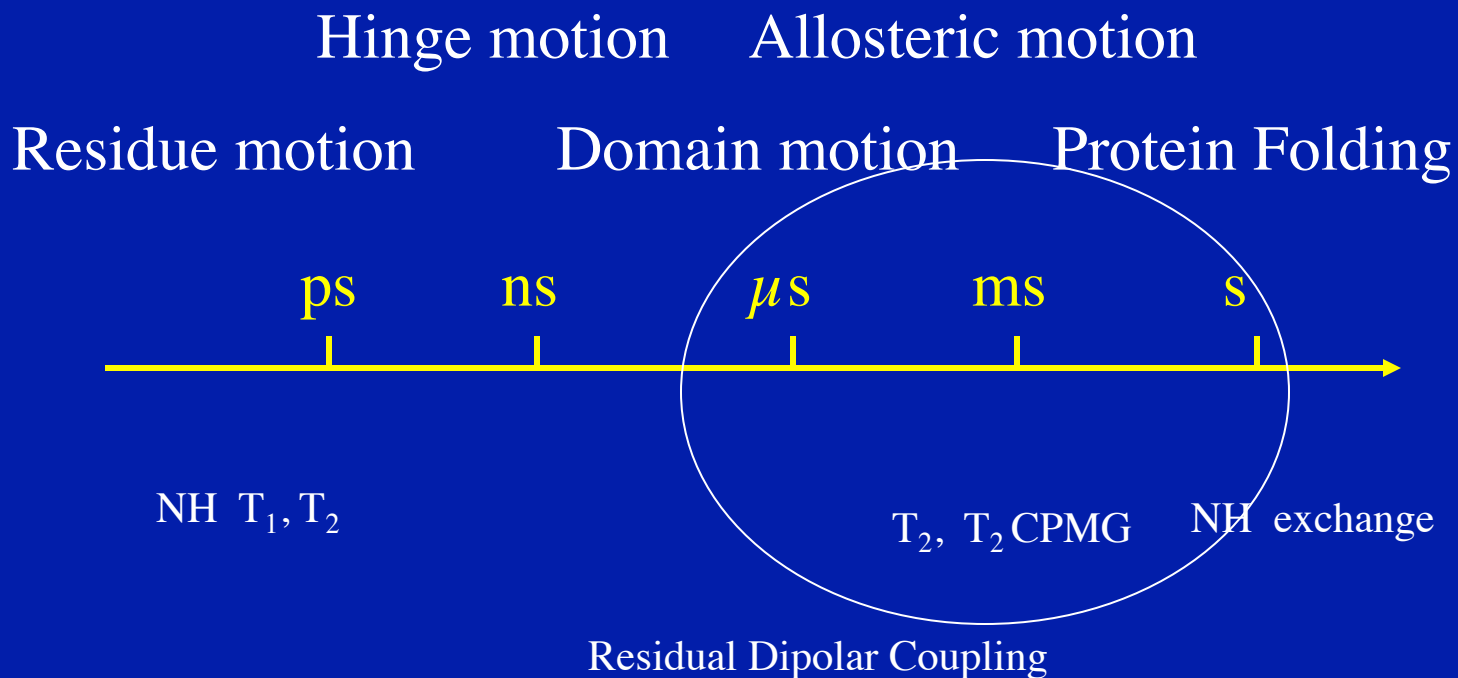 Hinge motion Allosteric motion
Residue motion Domain motion Protein Folding
ps ns µs ms s
NH T₁, T₂
T₂, T₂ CPMG NH exchange
Residual Dipolar Coupling